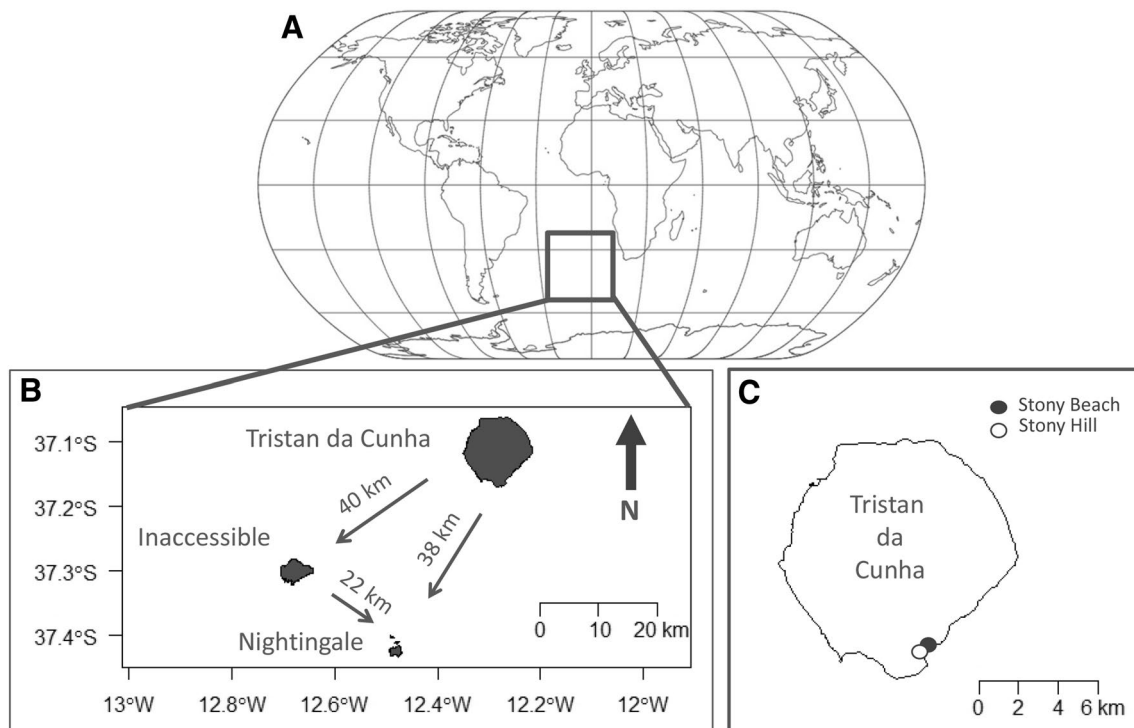 A
B
37.1°S
37.2°S
37.3°S
37.4°S
Tristan da Cunha
40 km
38 km
Inaccessible
22 km
Nightingale
N
0 10 20 km
13°W 12.8°W 12.6°W 12.4°W 12.2°W 12°W
C
Stony Beach
Stony Hill
Tristan
da
Cunha
0 2 4 6 km